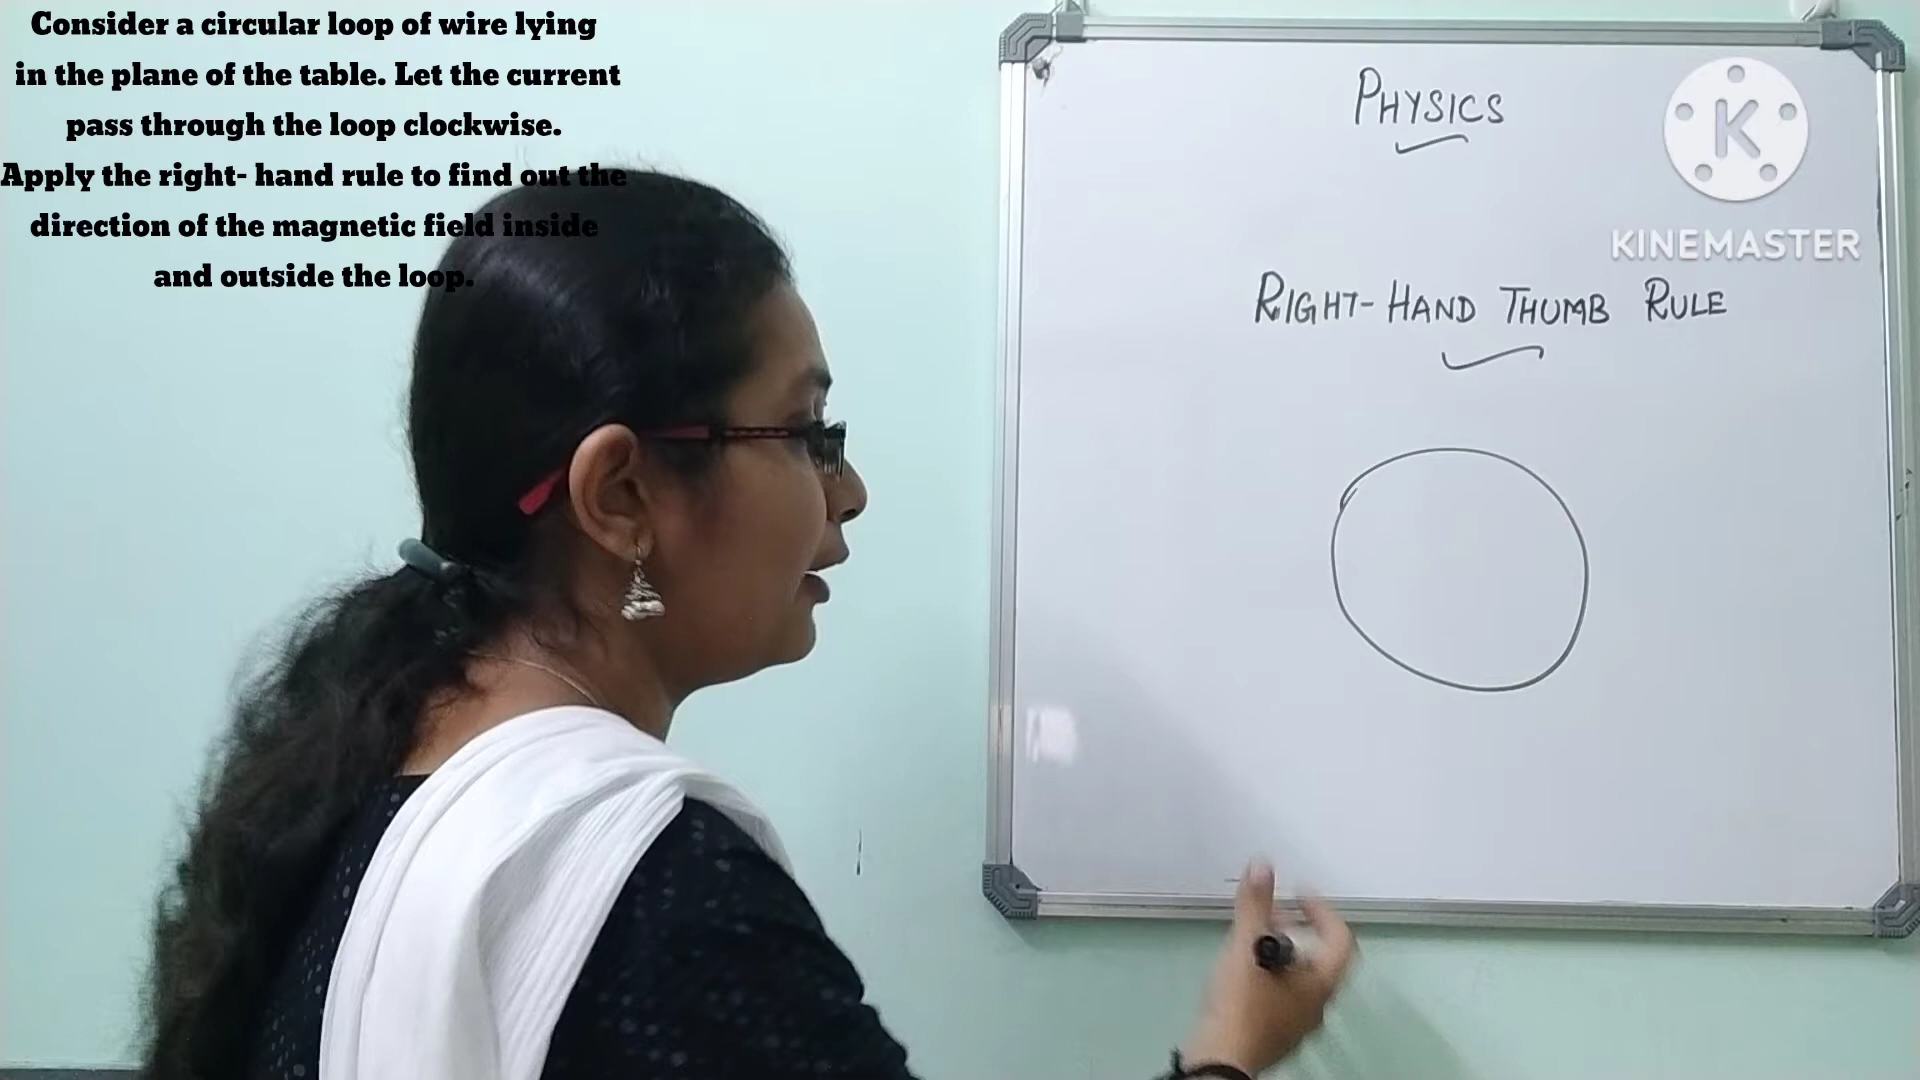 Consider a circular loop of wire lying
in the plane of the table. Let the current
pass through the loop clockwise.
Apply the right- hand rule to find out the
direction of the magnetic field inside
and outside the loop.
PHYSICS
K
KINEMASTER
RIGHT-HAND THUMB RULE